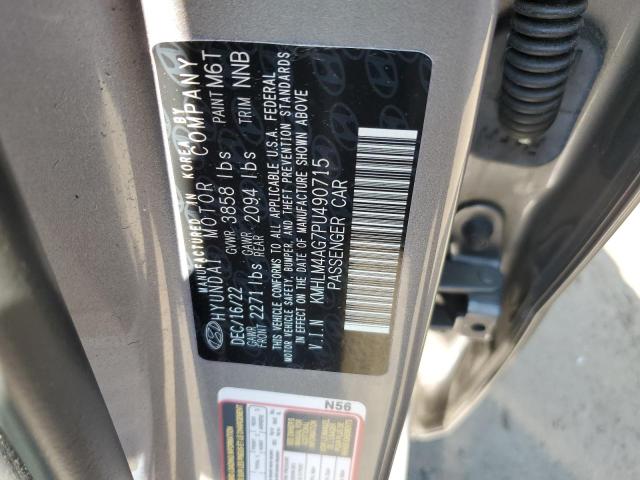 MANUFACTURED IN KOREA BY
HYUNDAI MOTOR COMPANY
DEC/16/22 GVWR 3858 lbs PAINT M6T
GAWR FRONT 2271 lbs GAWR REAR 2094 lbs TRIM NNB
THIS VEHICLE CONFORMS TO ALL APPLICABLE U.S.A. FEDERAL
MOTOR VEHICLE SAFETY, BUMPER, AND THEFT PREVENTION STANDARDS
IN EFFECT ON THE DATE OF MANUFACTURE SHOWN ABOVE
V.I.N KMHLM4AG7PU490715
PASSENGER CAR
N56